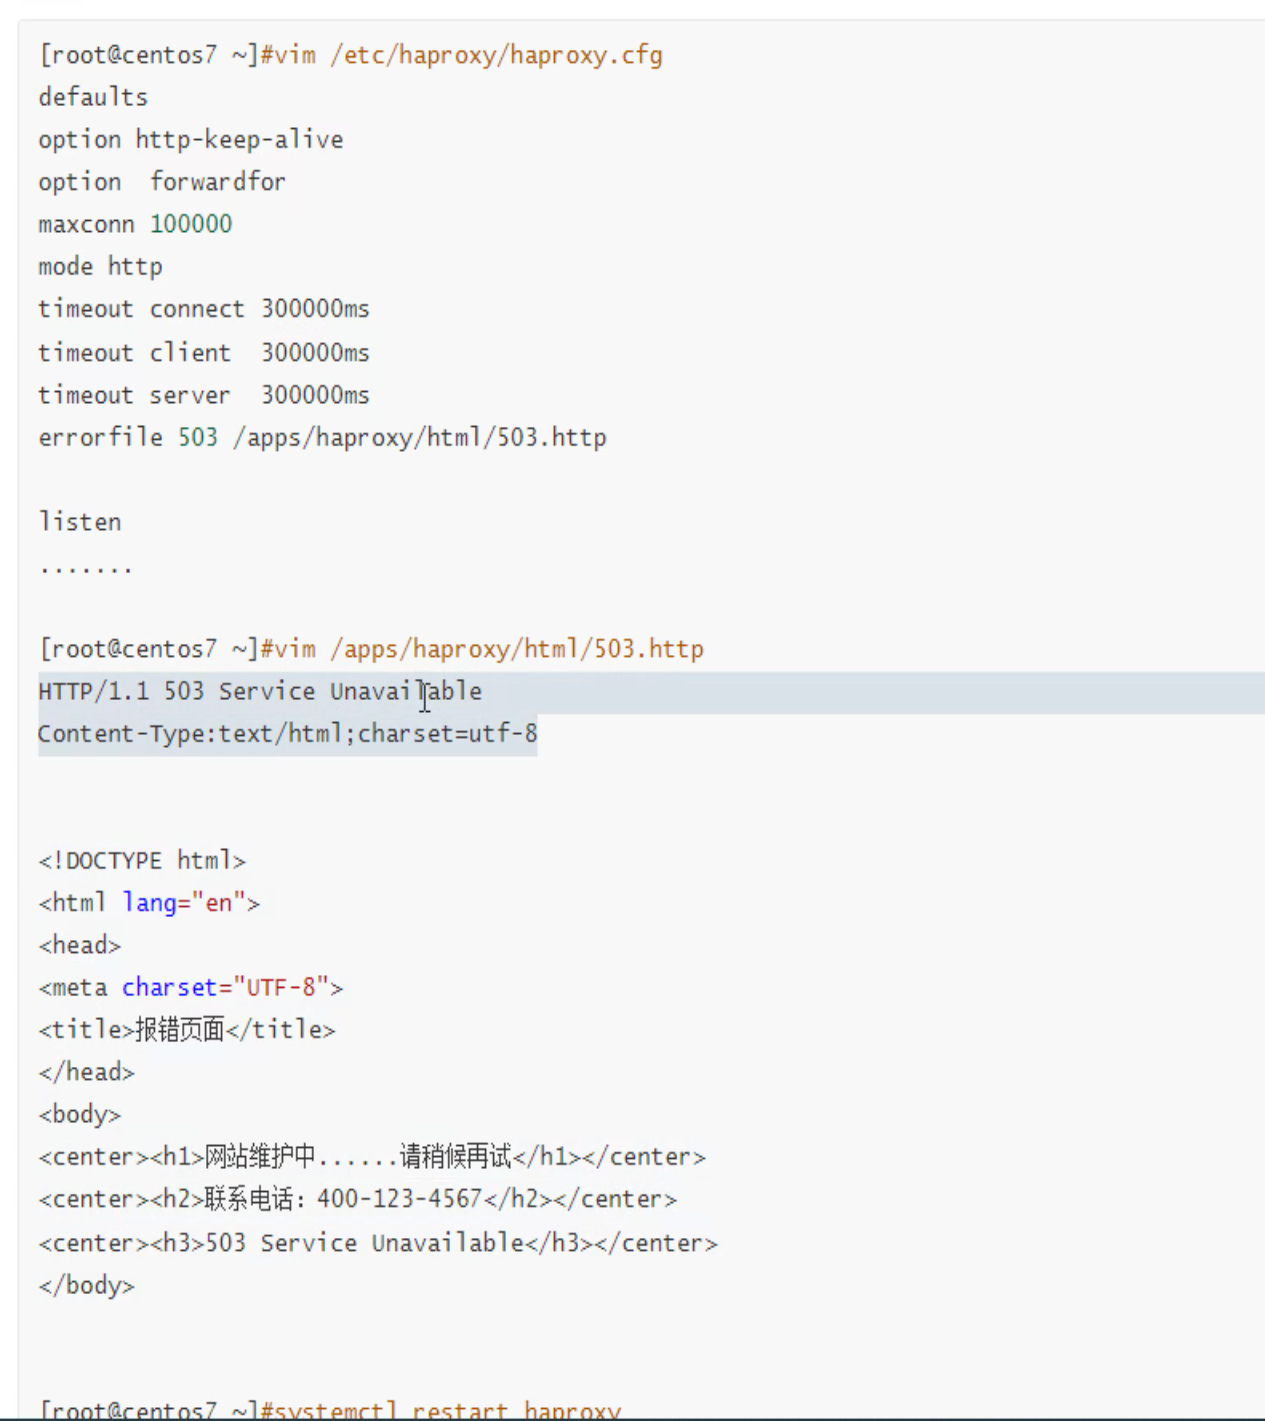 [root@centos7 ~]#vim /etc/haproxy/haproxy.cfg
defaults
option http-keep-alive
option  forwardfor
maxconn 100000
mode http
timeout connect 300000ms
timeout client  300000ms
timeout server  300000ms
errorfile 503 /apps/haproxy/html/503.http
listen
.......
[root@centos7 ~]#vim /apps/haproxy/html/503.http
HTTP/1.1 503 Service Unavailable
Content-Type:text/html;charset=utf-8
<!DOCTYPE html>
<html lang="en">
<head>
<meta charset="UTF-8">
<title>报错页面</title>
</head>
<body>
<center><h1>网站维护中......请稍候再试</h1></center>
<center><h2>联系电话：400-123-4567</h2></center>
<center><h3>503 Service Unavailable</h3></center>
</body>
[root@centos7 ~]#systemctl restart haproxy